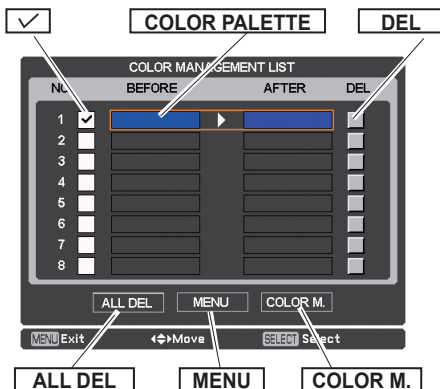 ✓ COLOR PALETTE DEL
COLOR MANAGEMENT LIST
NO BEFORE AFTER DEL
1 ✓
2
3
4
5
6
7
8
ALL DEL MENU COLOR M.
MENU Exit Move SELECT Select
ALL DEL MENU COLOR M.